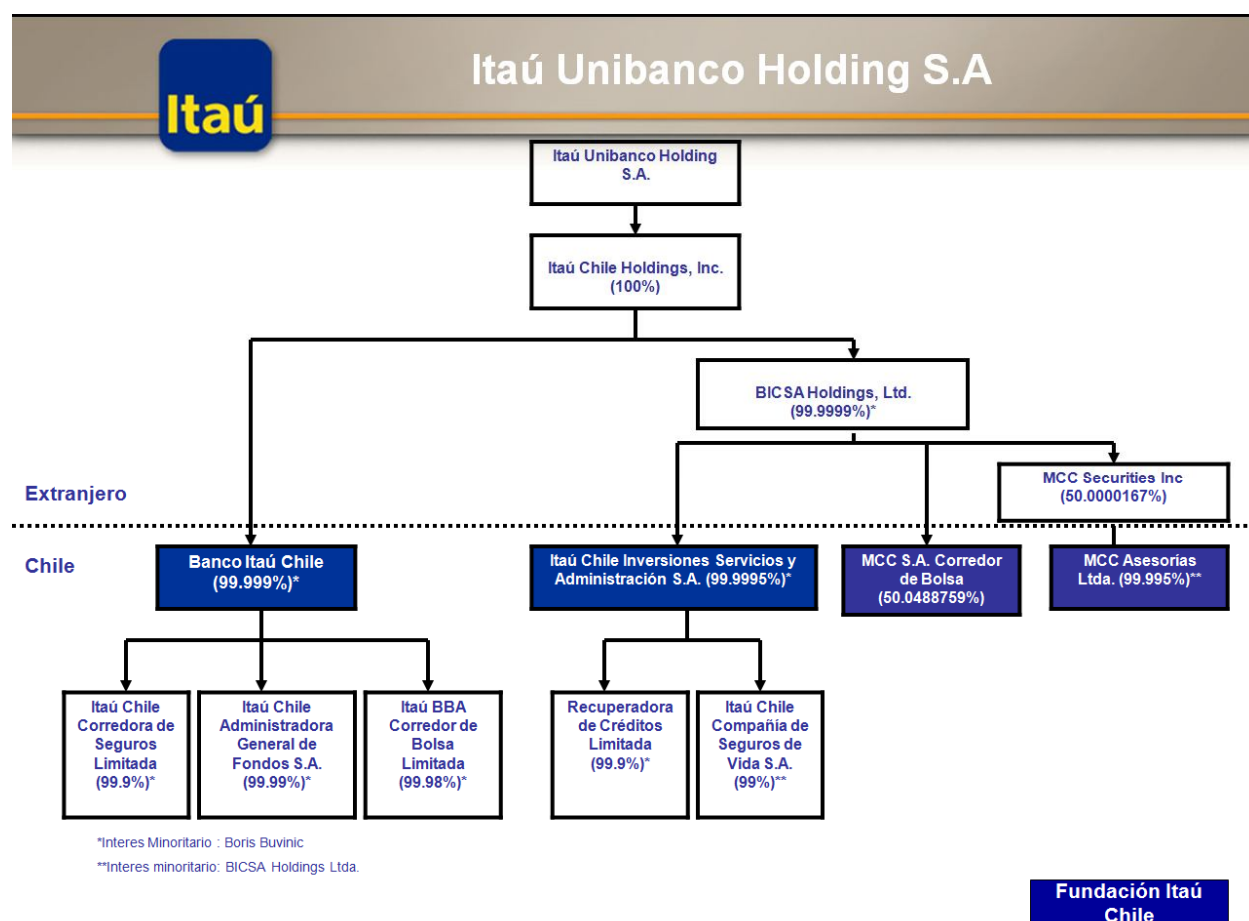 Itaú
Itaú Unibanco Holding S.A
Itaú Unibanco Holding
S.A.
Itaú Chile Holdings, Inc.
(100%)
BICSA Holdings, Ltd.
(99.9999%)*
MCC Securities Inc
(50.0000167%)
Extranjero
Chile
Banco Itaú Chile
(99.999%)*
Itaú Chile Inversiones Servicios y
Administración S.A. (99.9995%)*
MCC S.A. Corredor
de Bolsa
(50.0488759%)
MCC Asesorías
Ltda. (99.995%)**
Itaú Chile
Corredora de
Seguros
Limitada
(99.9%)*
Itaú Chile
Administradora
General de
Fondos S.A.
(99.99%)*
Itaú BBA
Corredor de
Bolsa
Limitada
(99.98%)*
Recuperadora
de Créditos
Limitada
(99.9%)*
Itaú Chile
Compañía de
Seguros de
Vida S.A.
(99%)**
*Interes Minoritario : Boris Buvinic
**Interes minoritario: BICSA Holdings Ltda.
Fundación Itaú
Chile